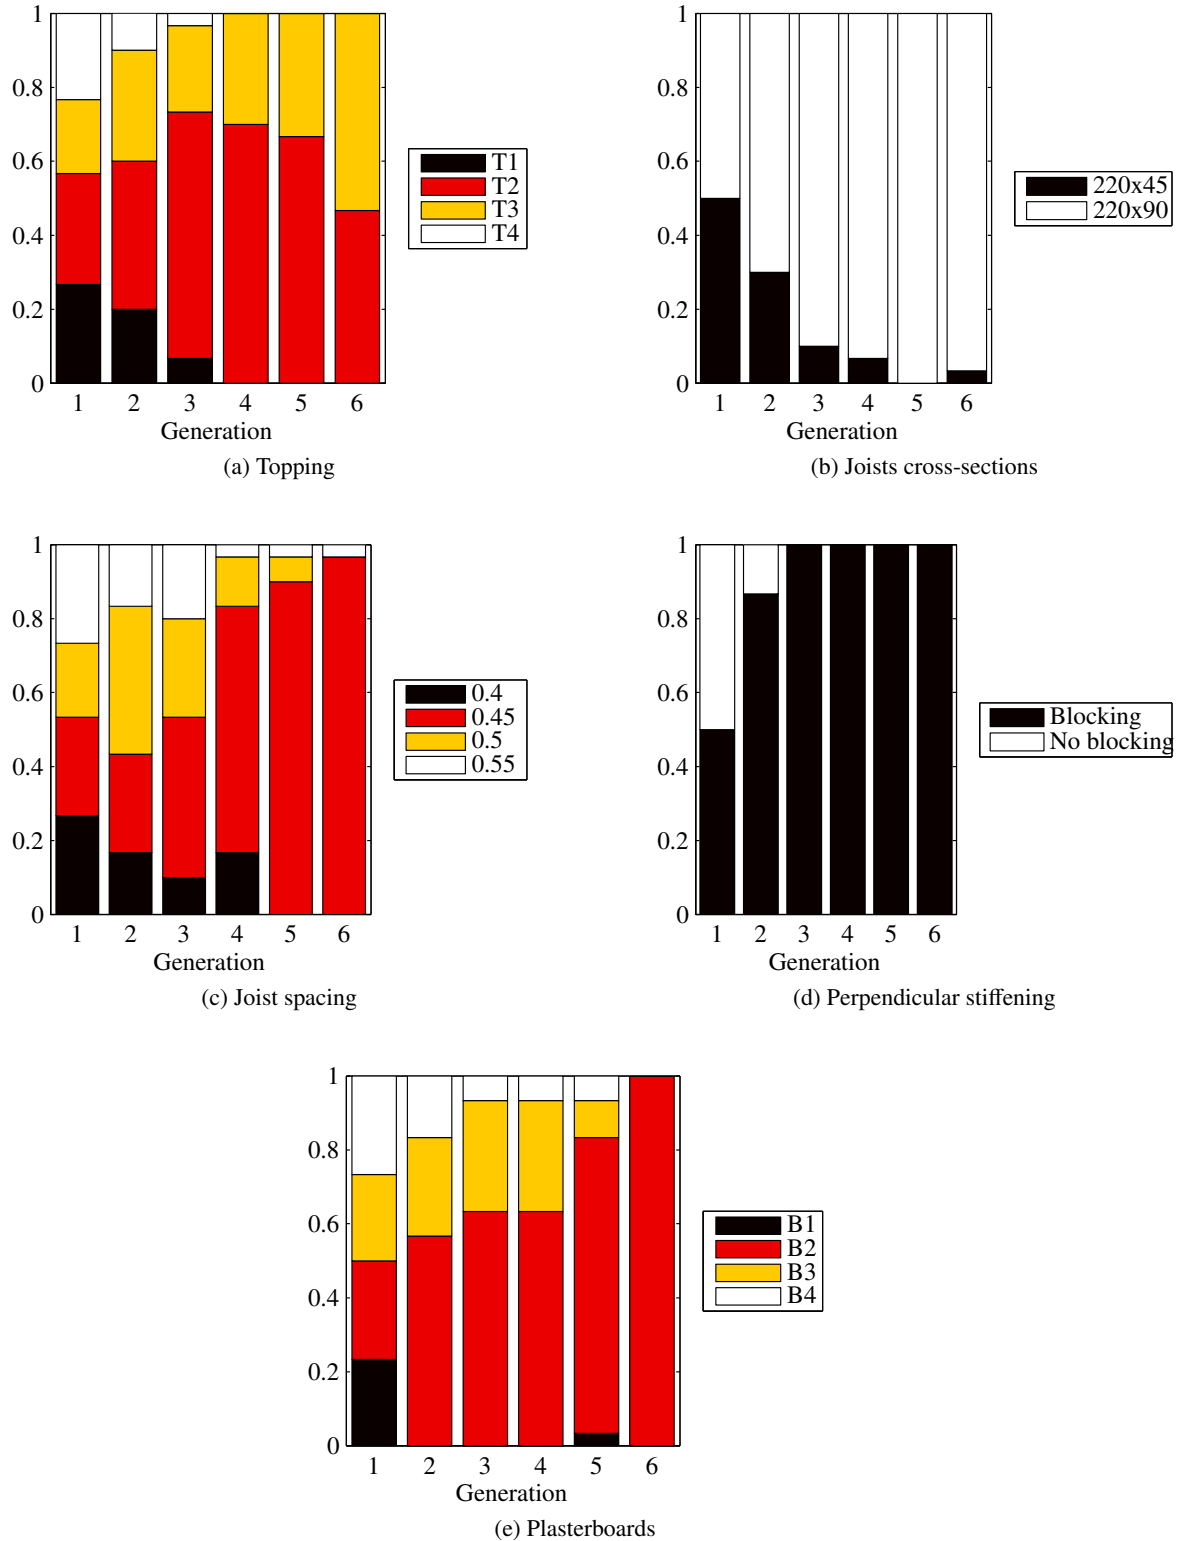 1
0.8
0.6
0.4
0.2
0
1 2 3 4 5 6
Generation
T1
T2
T3
T4
(a) Topping
1
0.8
0.6
0.4
0.2
0
1 2 3 4 5 6
Generation
220x45
220x90
(b) Joists cross-sections
1
0.8
0.6
0.4
0.2
0
1 2 3 4 5 6
Generation
0.4
0.45
0.5
0.55
(c) Joist spacing
1
0.8
0.6
0.4
0.2
0
1 2 3 4 5 6
Generation
Blocking
No blocking
(d) Perpendicular stiffening
1
0.8
0.6
0.4
0.2
0
1 2 3 4 5 6
Generation
B1
B2
B3
B4
(e) Plasterboards